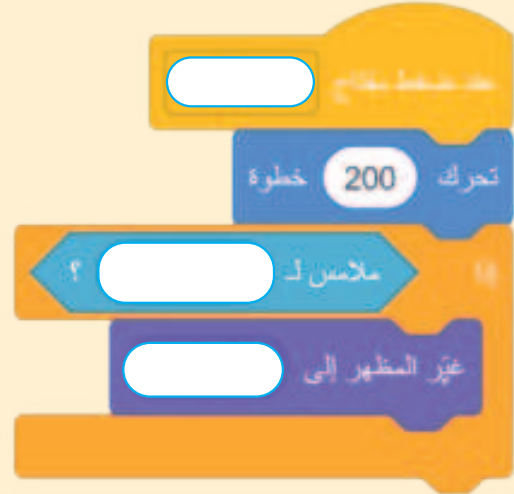 عند ضغط مفتاح
تحرك 200 خطوة
إذا
ملامس لـ ؟
غيّر المظهر إلى